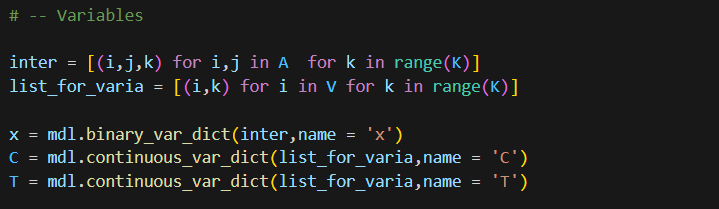 # -- Variables
inter = [(i,j,k) for i,j in A  for k in range(K)]
list_for_varia = [(i,k) for i in V for k in range(K)]
x = mdl.binary_var_dict(inter,name = 'x')
C = mdl.continuous_var_dict(list_for_varia,name = 'C')
T = mdl.continuous_var_dict(list_for_varia,name = 'T')